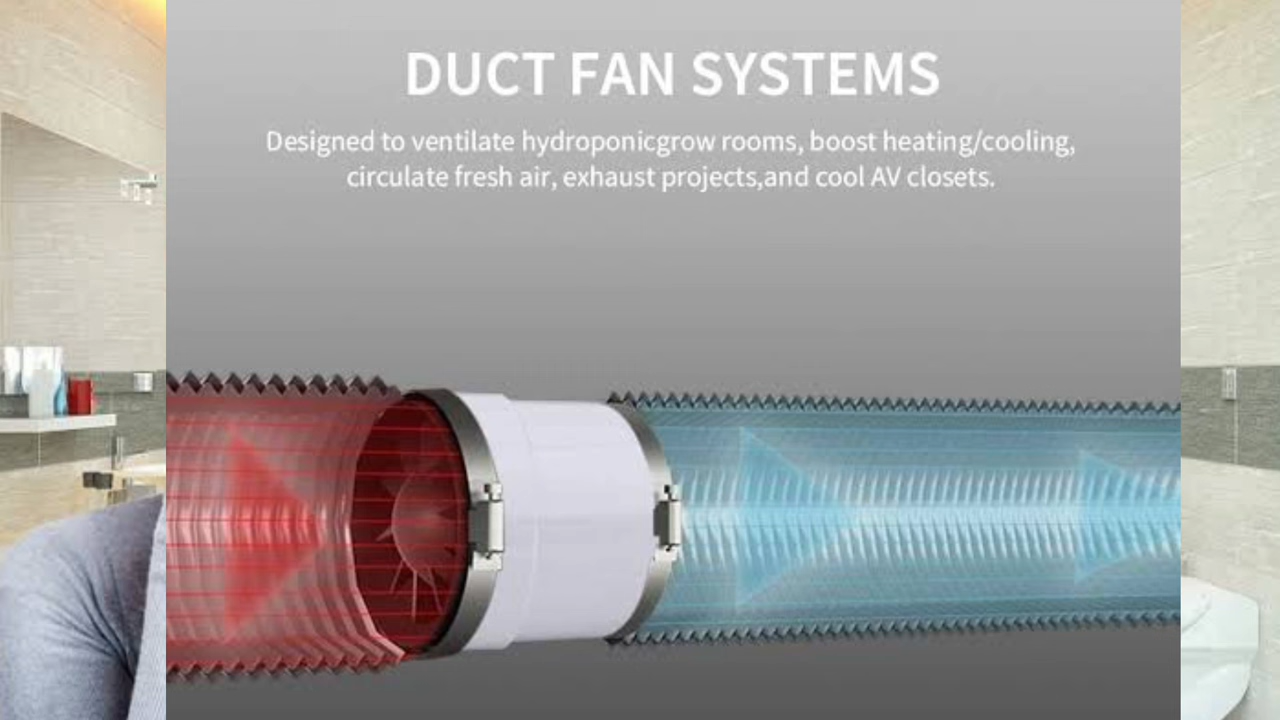 DUCT FAN SYSTEMS
Designed to ventilate hydroponicgrow rooms, boost heating/cooling,
circulate fresh air, exhaust projects,and cool AV closets.